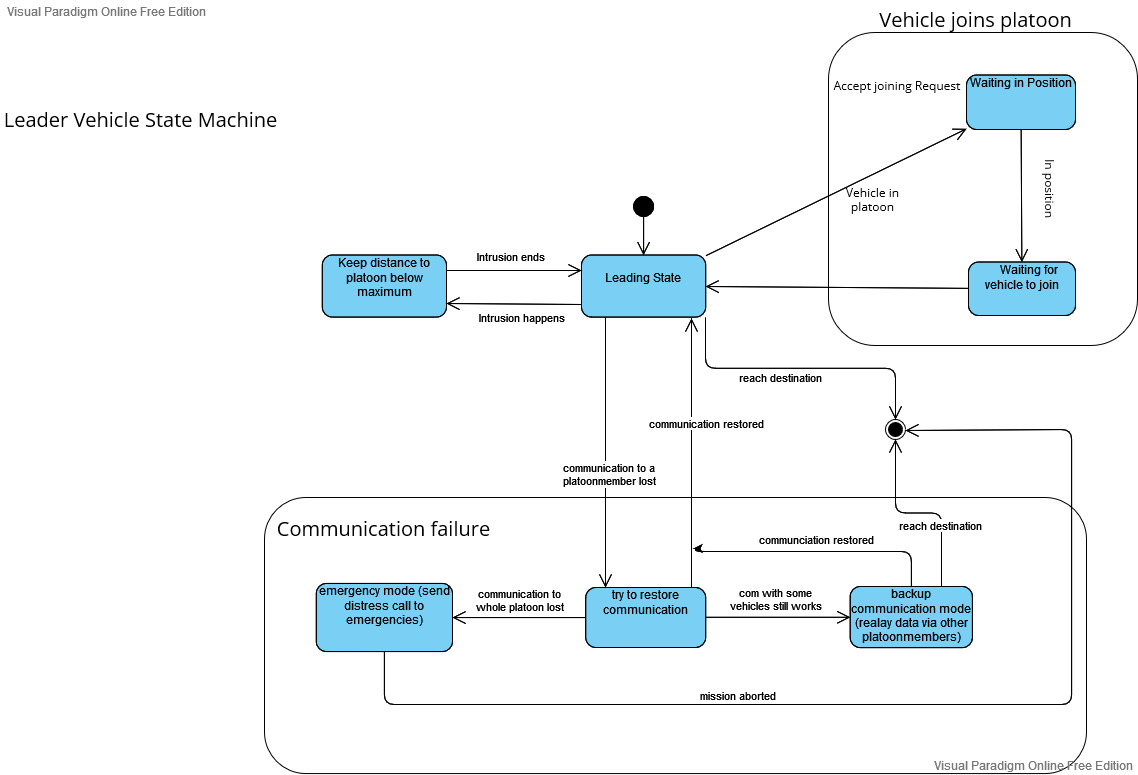 Visual Paradigm Online Free Edition
Vehicle joins platoon
Leader Vehicle State Machine
Accept joining Request
Waiting in Position
In position
Vehicle in
platoon
Waiting for
vehicle to join
Keep distance to
platoon below
maximum
Intrusion ends
Intrusion happens
Leading State
reach destination
communication restored
communication to a
platoonmember lost
Communication failure
reach destination
communciation restored
emergency mode (send
distress call to
emergencies)
communication to
whole platoon lost
try to restore
communication
com with some
vehicles still works
backup
communication mode
(realay data via other
platoonmembers)
mission aborted
Visual Paradigm Online Free Edition